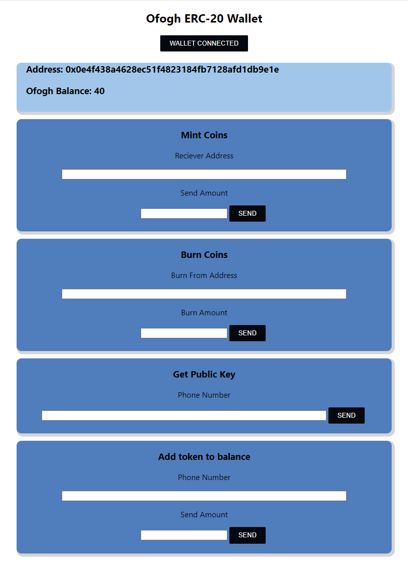 Ofogh ERC-20 Wallet
WALLET CONNECTED
Address: 0x0e4f438a4628ec51f4823184fb7128afd1db9e1e
Ofogh Balance: 40
Mint Coins
Reciever Address
Send Amount
SEND
Burn Coins
Burn From Address
Burn Amount
SEND
Get Public Key
Phone Number
SEND
Add token to balance
Phone Number
Send Amount
SEND